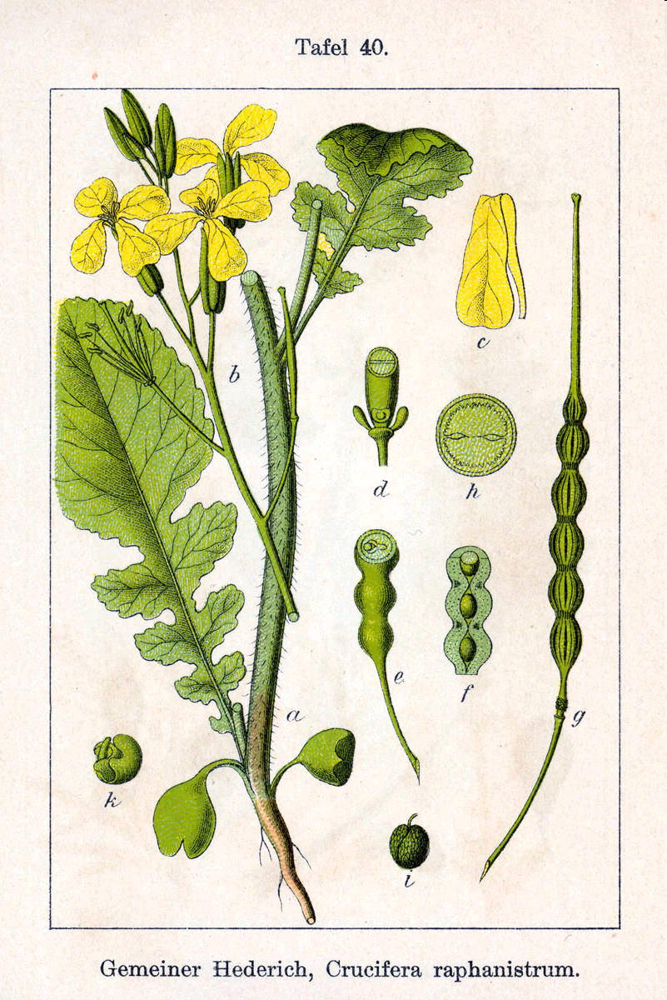 Tafel 40.
c
b
d
h
e
f
a
g
k
i
Gemeiner Hederich, Crucifera raphanistrum.